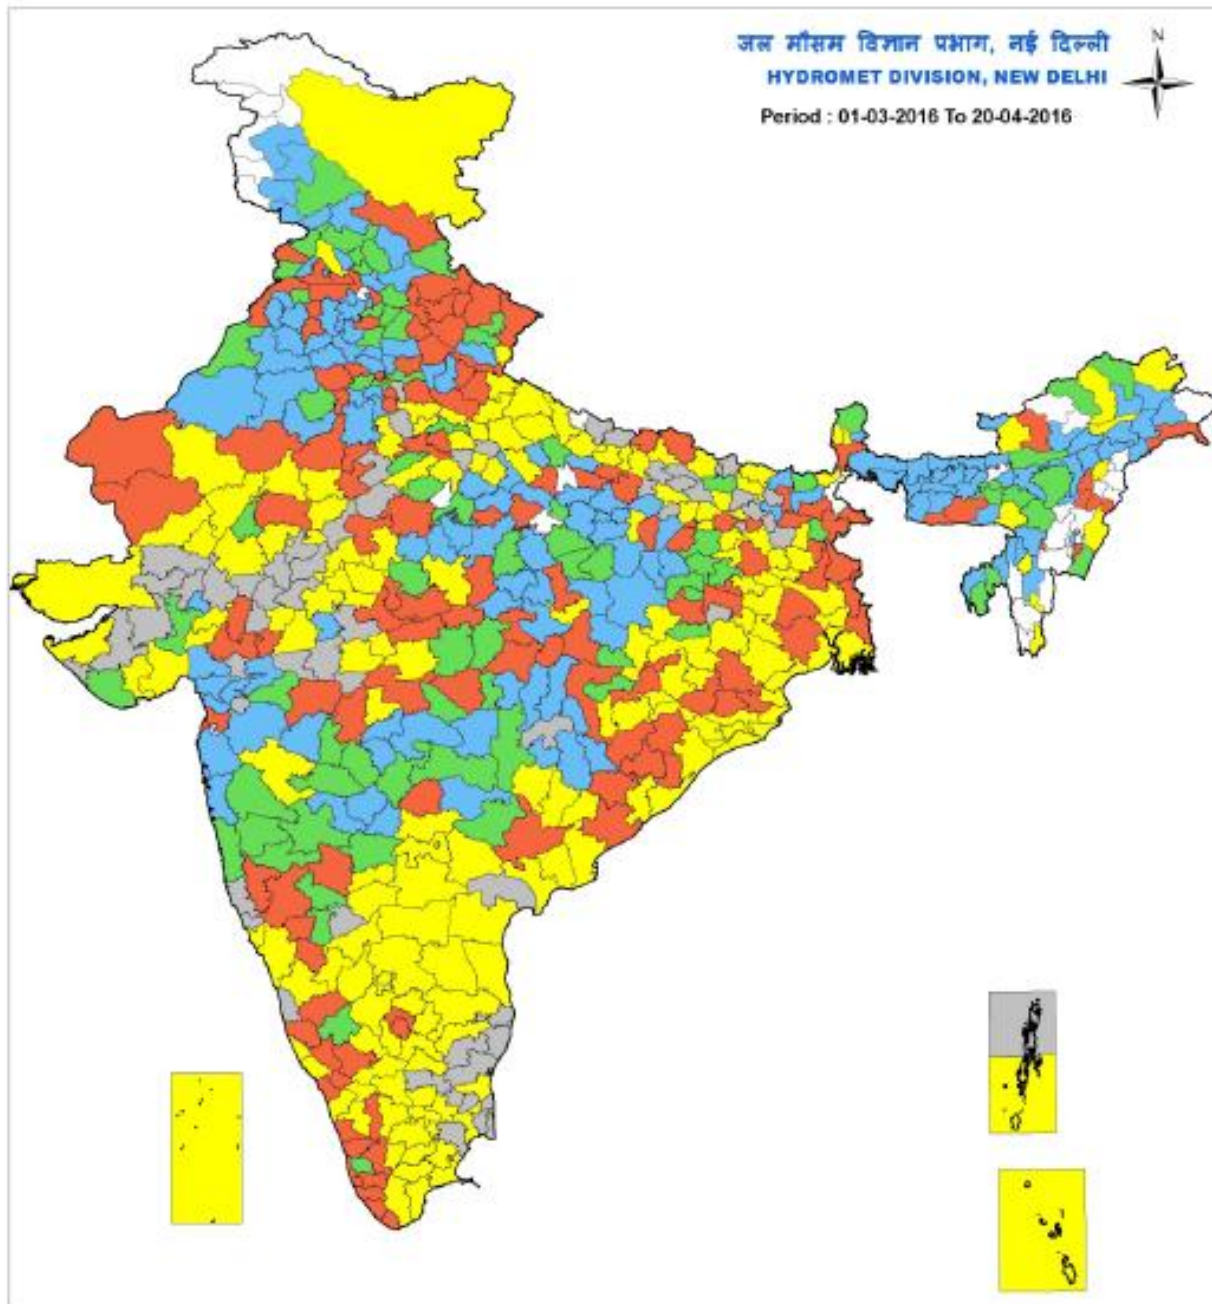 जल मौसम विज्ञान प्रभाग, नई दिल्ली
HYDROMET DIVISION, NEW DELHI
N
Period : 01-03-2016 To 20-04-2016